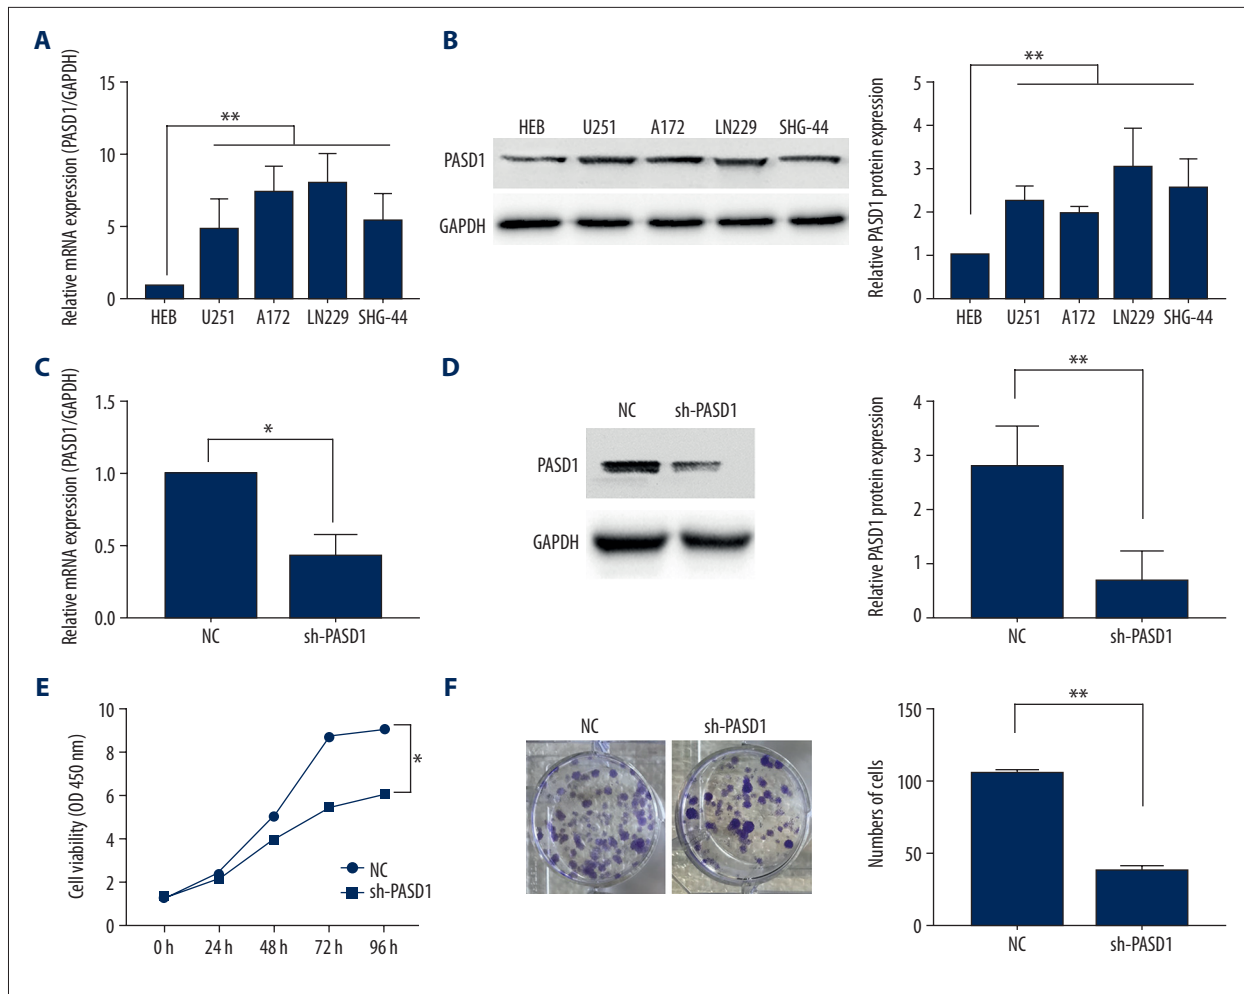 A
Relative mRNA expression (PASD1/GAPDH)
15
10
5
0
**
HEB U251 A172 LN229 SHG-44
B
HEB U251 A172 LN229 SHG-44
PASD1
GAPDH
Relative PASD1 protein expression
5
4
3
2
1
0
**
HEB U251 A172 LN229 SHG-44
C
Relative mRNA expression (PASD1/GAPDH)
1.5
1.0
0.5
0.0
*
NC sh-PASD1
D
NC sh-PASD1
PASD1
GAPDH
Relative PASD1 protein expression
4
3
2
1
0
**
NC sh-PASD1
E
Cell viability (OD 450 nm)
10
8
6
4
2
0
*
NC
sh-PASD1
0 h 24 h 48 h 72 h 96 h
F
NC sh-PASD1
Numbers of cells
150
100
50
0
**
NC sh-PASD1